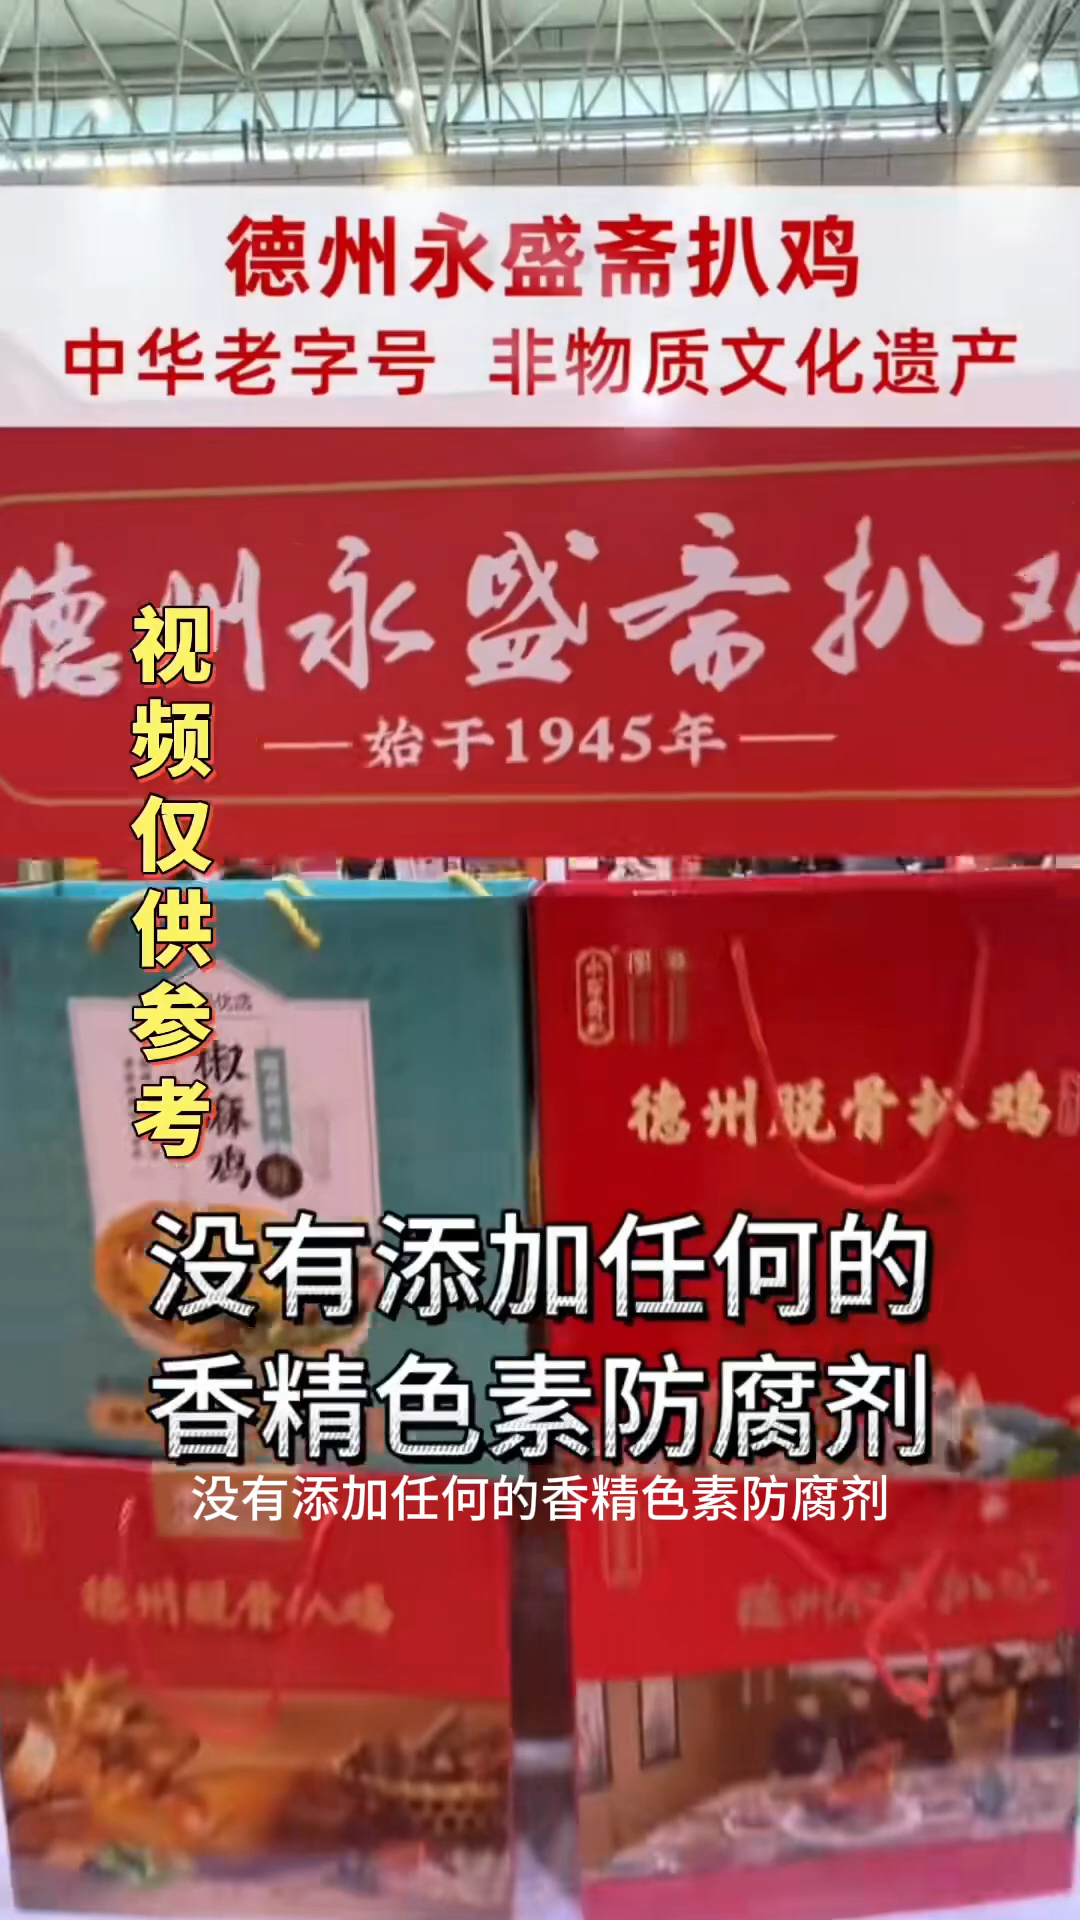 德州永盛斋扒鸡
中华老字号 非物质文化遗产
德州永盛斋扒鸡
始于1945年
视频仅供参考
优选
椒麻鸡
德州脱骨扒鸡
没有添加任何的
香精色素防腐剂
没有添加任何的香精色素防腐剂
德州脱骨扒鸡